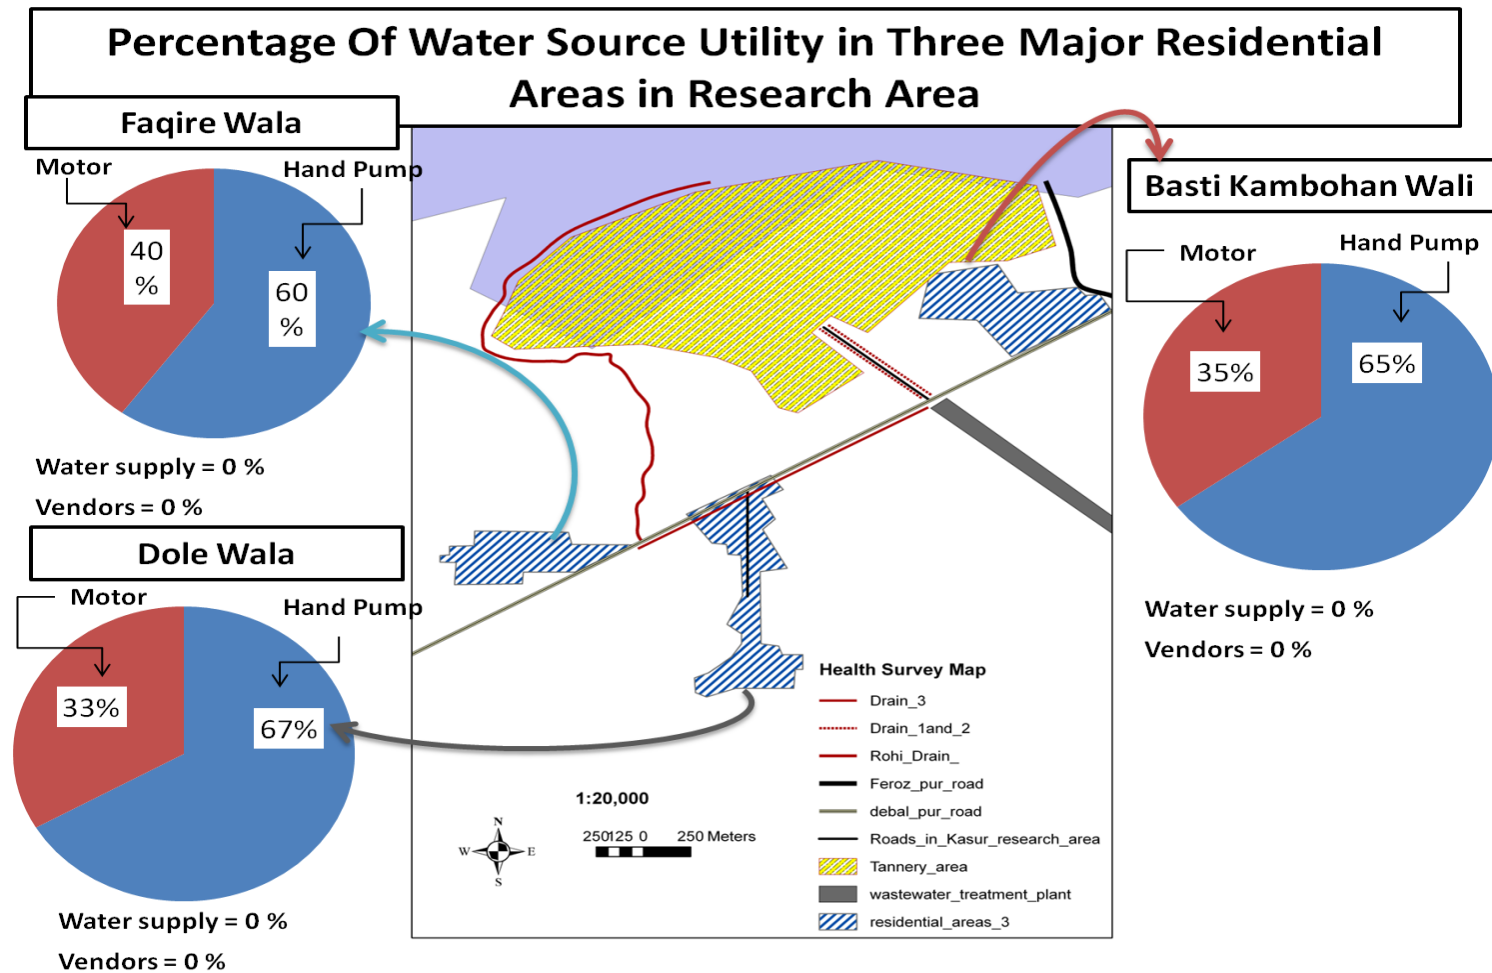 Percentage Of Water Source Utility in Three Major Residential
Areas in Research Area
Faqire Wala
Motor
Hand Pump
40
%
60
%
Water supply = 0 %
Vendors = 0 %
Dole Wala
Motor
Hand Pump
33%
67%
Water supply = 0 %
Vendors = 0 %
Basti Kambohan Wali
Motor
Hand Pump
35%
65%
Water supply = 0 %
Vendors = 0 %
Health Survey Map
Drain_3
Drain_1and_2
Rohi_Drain_
Feroz_pur_road
debal_pur_road
Roads_in_Kasur_research_area
Tannery_area
wastewater_treatment_plant
residential_areas_3
1:20,000
250125 0 250 Meters
N
W E
S